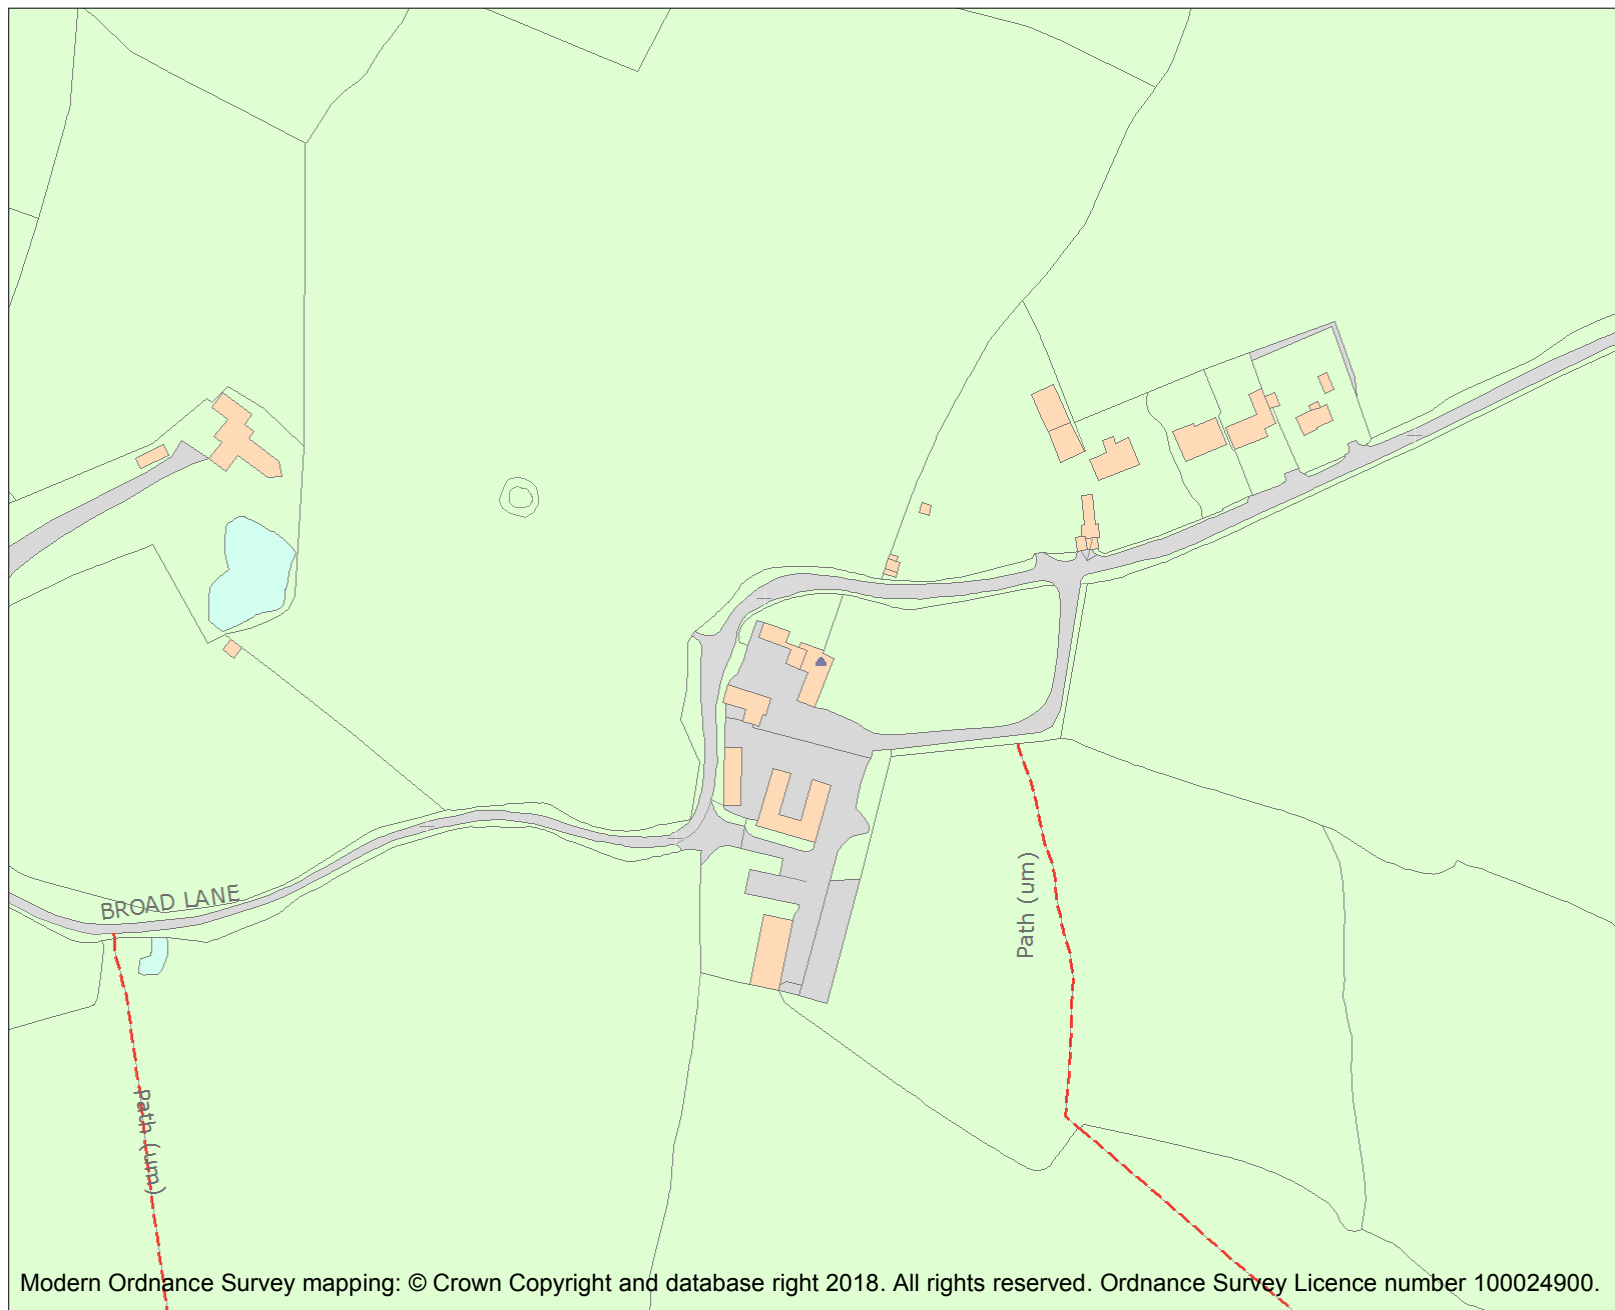 BROAD LANE
Path (um)
Path (um)
Modern Ordnance Survey mapping: © Crown Copyright and database right 2018. All rights reserved. Ordnance Survey Licence number 100024900.